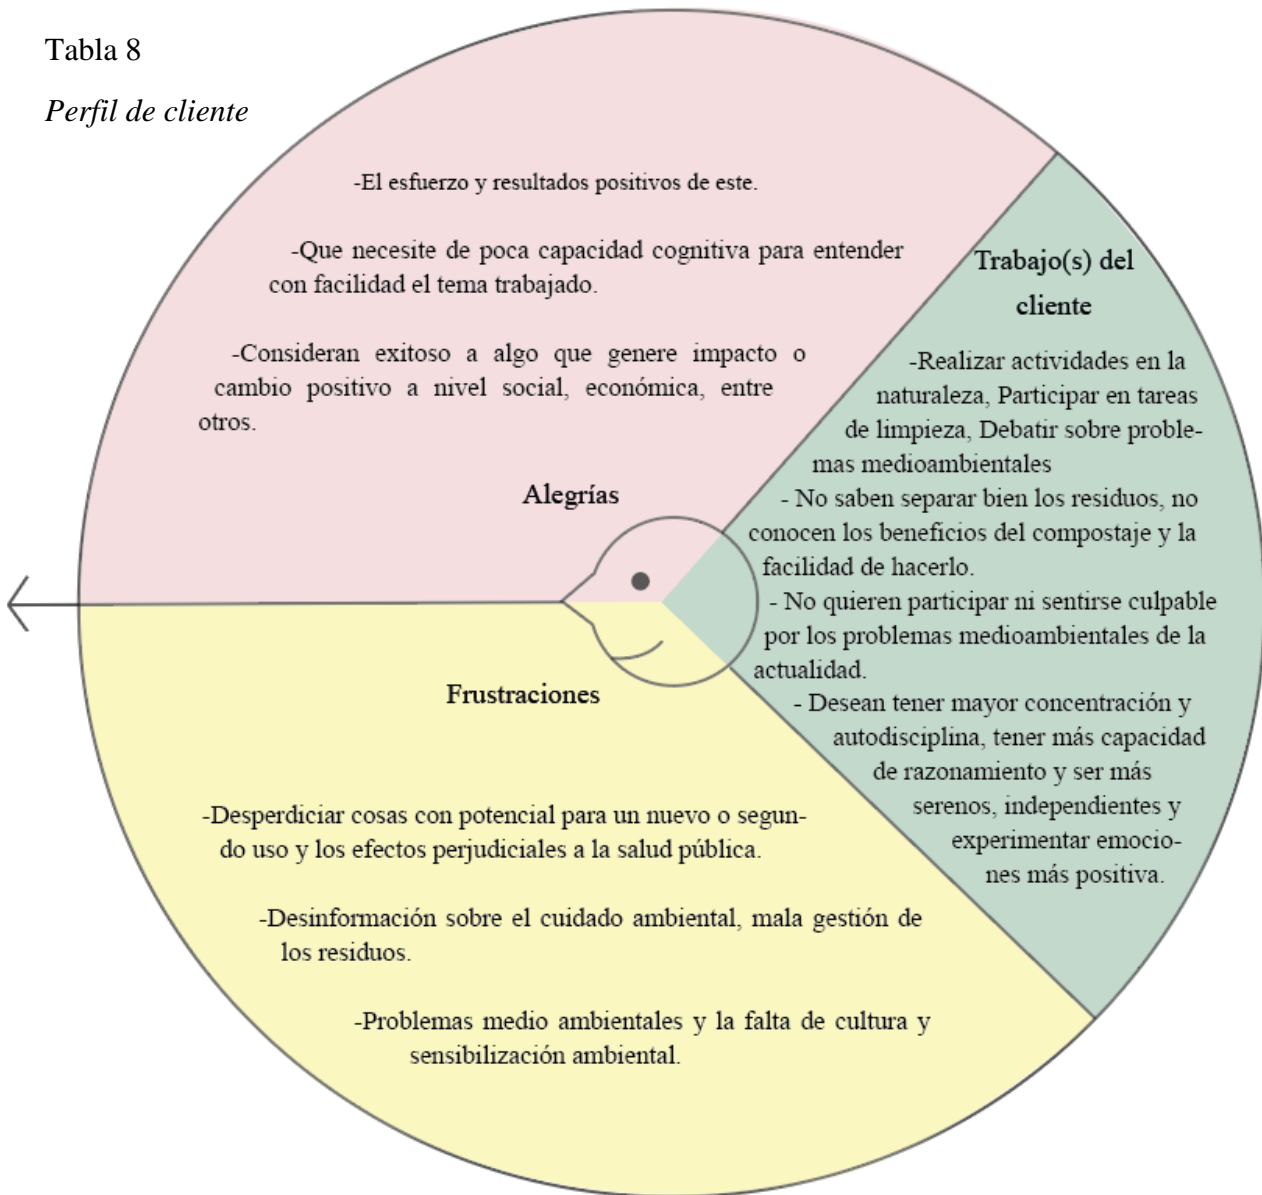 Tabla 8
Perfil de cliente
-El esfuerzo y resultados positivos de este.
-Que necesite de poca capacidad cognitiva para entender
con facilidad el tema trabajado.
-Consideran exitoso a algo que genere impacto o
cambio positivo a nivel social, económica, entre
otros.
Alegrías
Trabajo(s) del
cliente
-Realizar actividades en la
naturaleza, Participar en tareas
de limpieza, Debatir sobre proble-
mas medioambientales
- No saben separar bien los residuos, no
conocen los beneficios del compostaje y la
facilidad de hacerlo.
- No quieren participar ni sentirse culpable
por los problemas medioambientales de la
actualidad.
- Desean tener mayor concentración y
autodisciplina, tener más capacidad
de razonamiento y ser más
serenos, independientes y
experimentar emocio-
nes más positiva.
Frustraciones
-Desperdiciar cosas con potencial para un nuevo o segun-
do uso y los efectos perjudiciales a la salud pública.
-Desinformación sobre el cuidado ambiental, mala gestión de
los residuos.
-Problemas medio ambientales y la falta de cultura y
sensibilización ambiental.